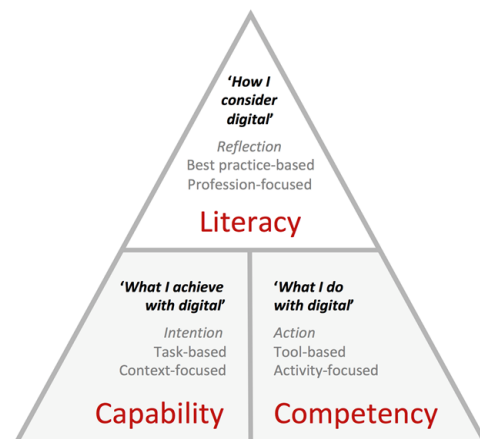 ‘How I
consider
digital’
Reflection
Best practice-based
Profession-focused
Literacy
‘What I achieve
with digital’
Intention
Task-based
Context-focused
Capability
‘What I do
with digital’
Action
Tool-based
Activity-focused
Competency